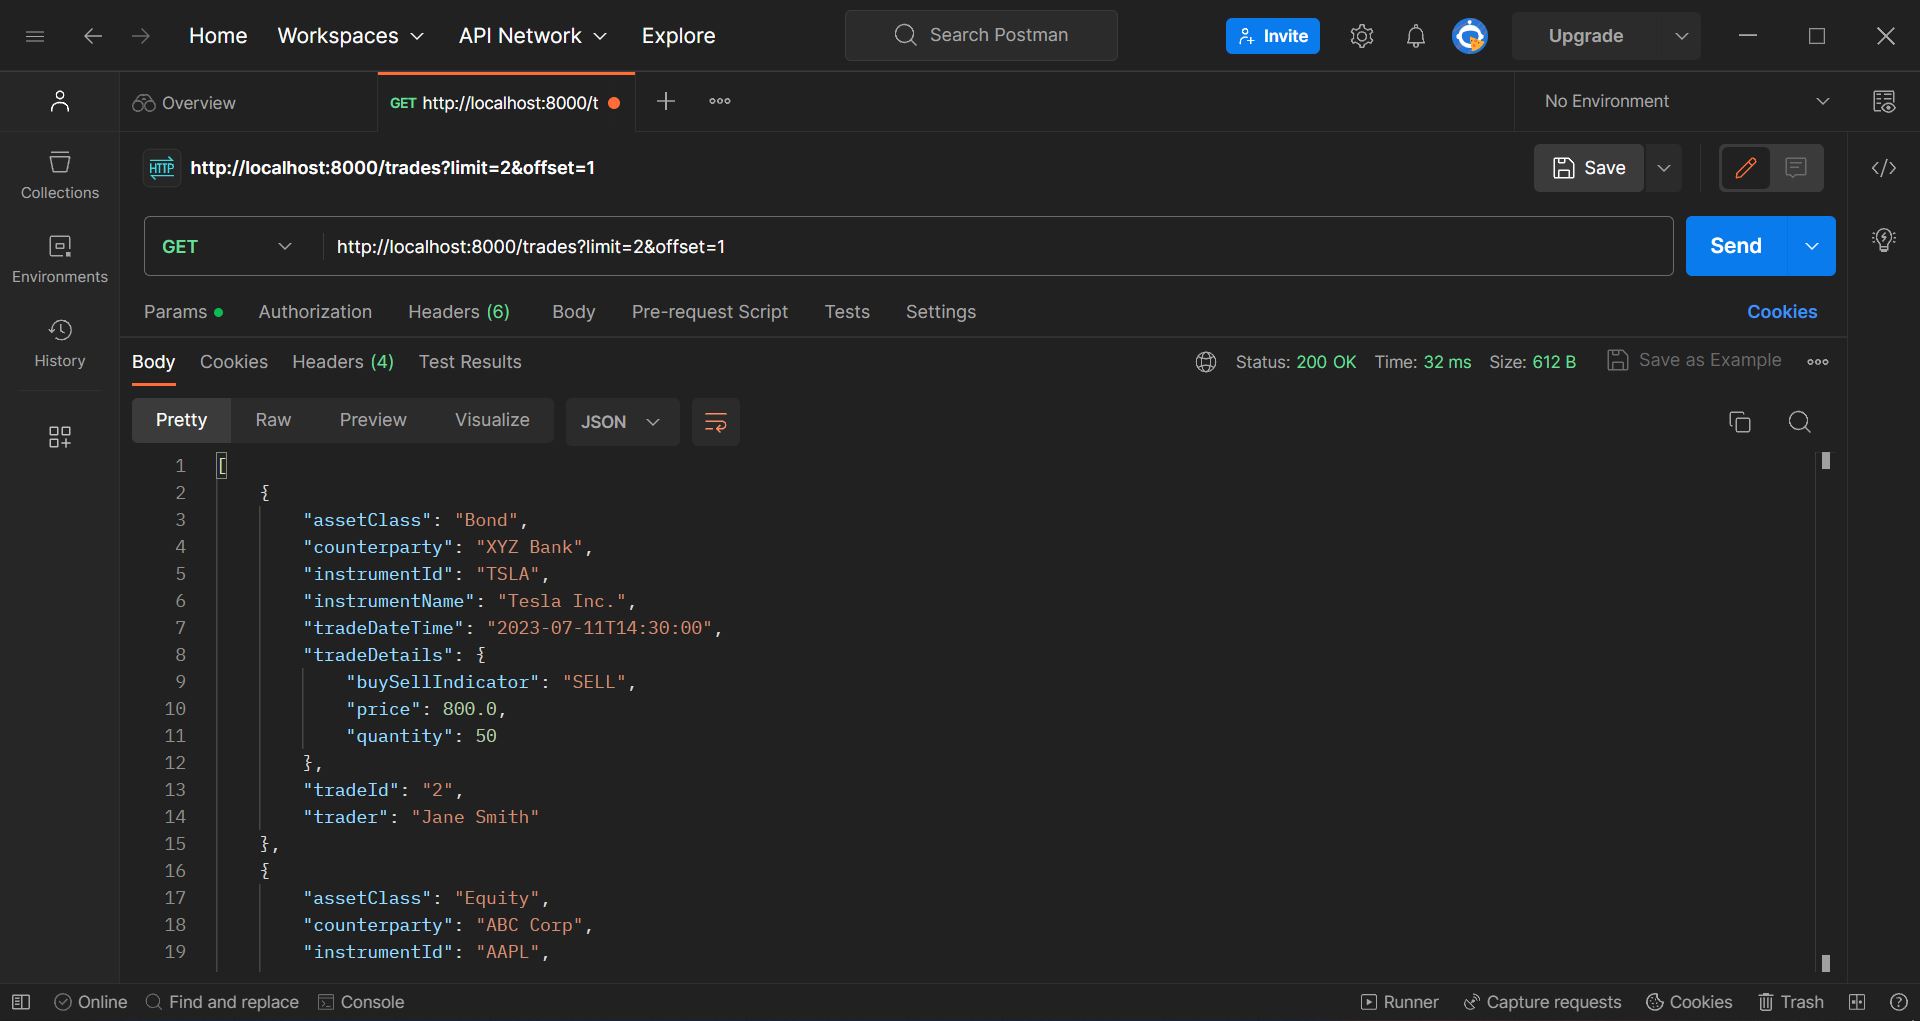 Home Workspaces API Network Explore Search Postman Invite Upgrade
Overview GET http://localhost:8000/t No Environment
HTTP http://localhost:8000/trades?limit=2&offset=1 Save
Collections
GET http://localhost:8000/trades?limit=2&offset=1 Send
Environments
Params Authorization Headers (6) Body Pre-request Script Tests Settings Cookies
History
Body Cookies Headers (4) Test Results Status: 200 OK Time: 32 ms Size: 612 B Save as Example
Pretty Raw Preview Visualize JSON
1 [
2 {
3 "assetClass": "Bond",
4 "counterparty": "XYZ Bank",
5 "instrumentId": "TSLA",
6 "instrumentName": "Tesla Inc.",
7 "tradeDateTime": "2023-07-11T14:30:00",
8 "tradeDetails": {
9 "buySellIndicator": "SELL",
10 "price": 800.0,
11 "quantity": 50
12 },
13 "tradeId": "2",
14 "trader": "Jane Smith"
15 },
16 {
17 "assetClass": "Equity",
18 "counterparty": "ABC Corp",
19 "instrumentId": "AAPL",
Online Find and replace Console Runner Capture requests Cookies Trash